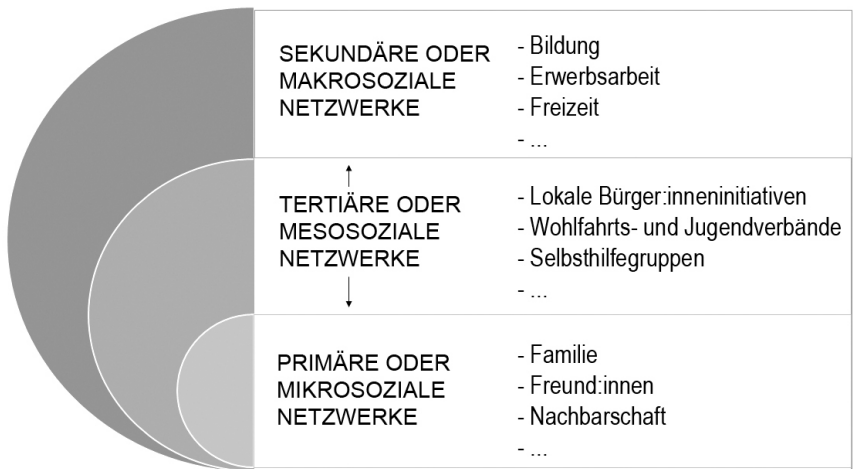 SEKUNDÄRE ODER
MAKROSOZIALE
NETZWERKE
- Bildung
- Erwerbsarbeit
- Freizeit
- ...
TERTIÄRE ODER
MESOSOZIALE
NETZWERKE
- Lokale Bürger:inneninitiativen
- Wohlfahrts- und Jugendverbände
- Selbsthilfegruppen
- ...
PRIMÄRE ODER
MIKROSOZIALE
NETZWERKE
- Familie
- Freund:innen
- Nachbarschaft
- ...